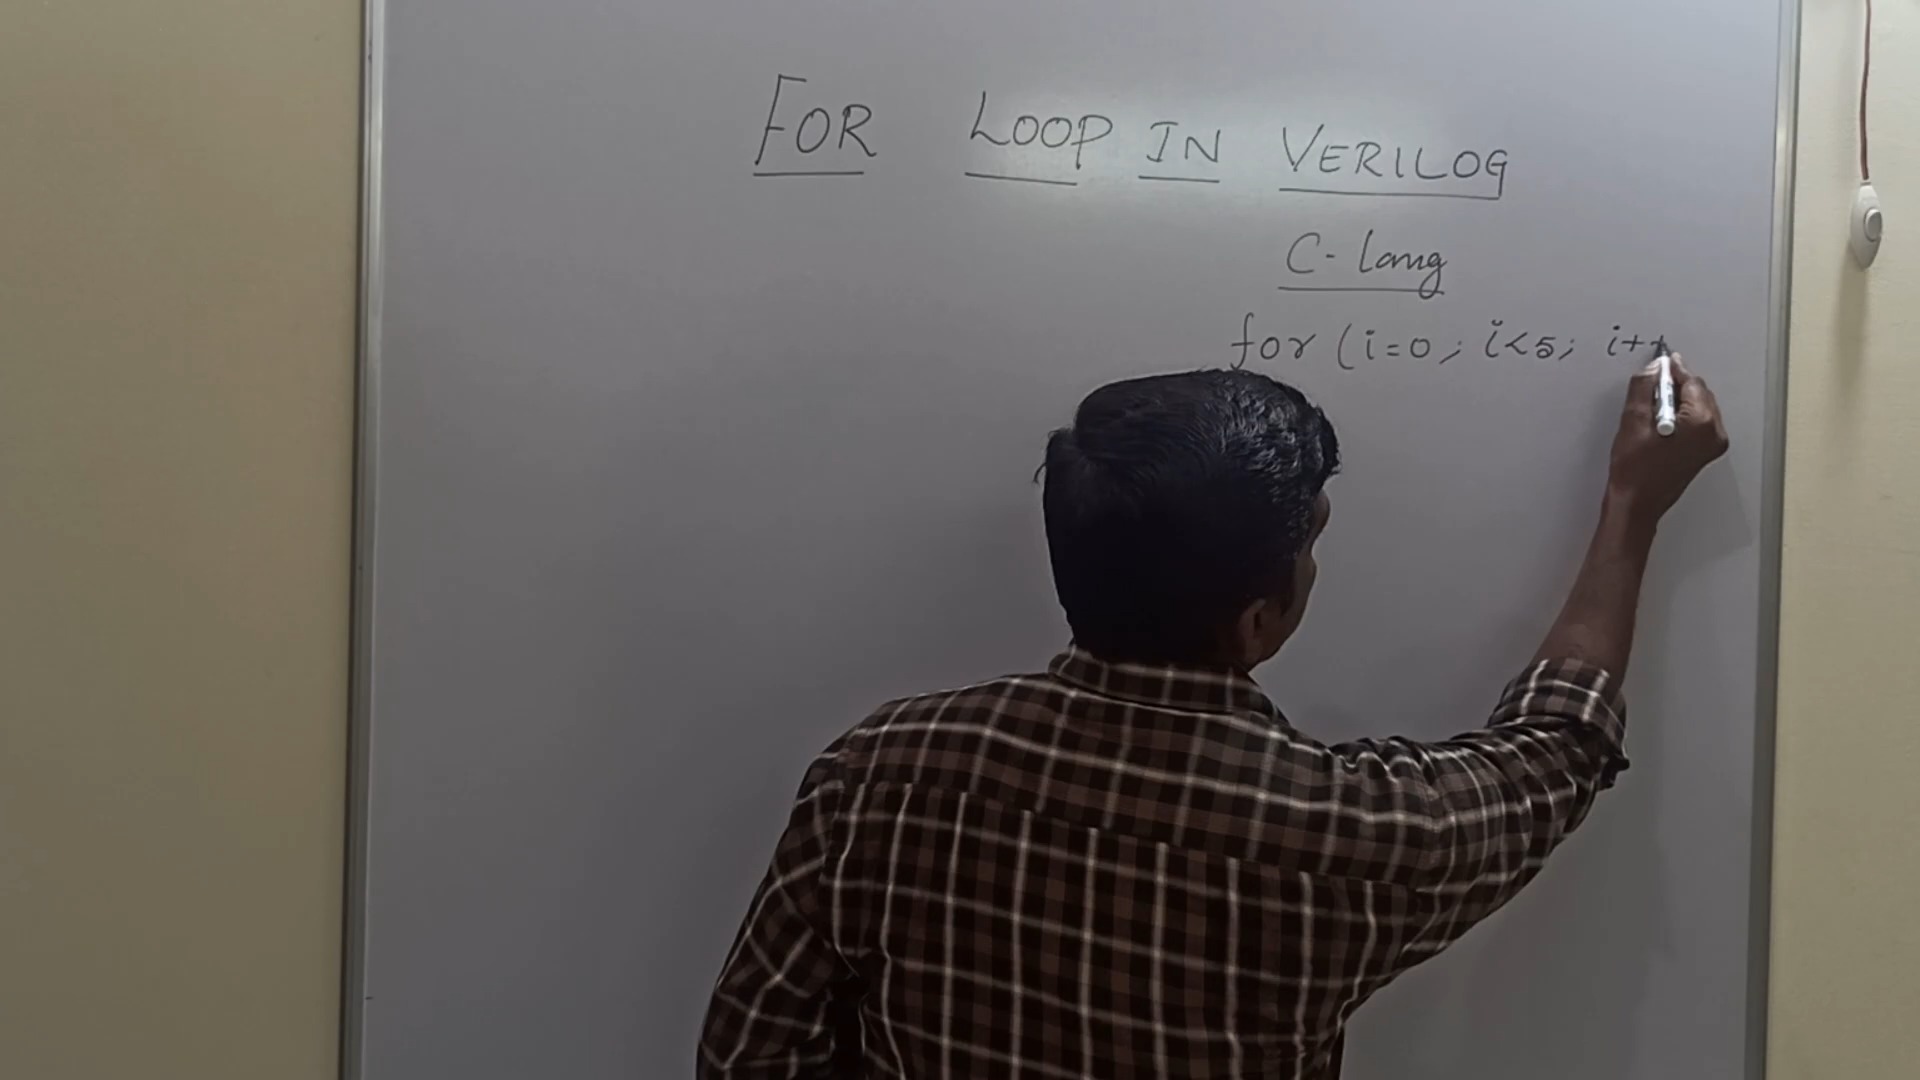 FOR LOOP IN VERILOG
C- lang
for (i=0; i<5; i++